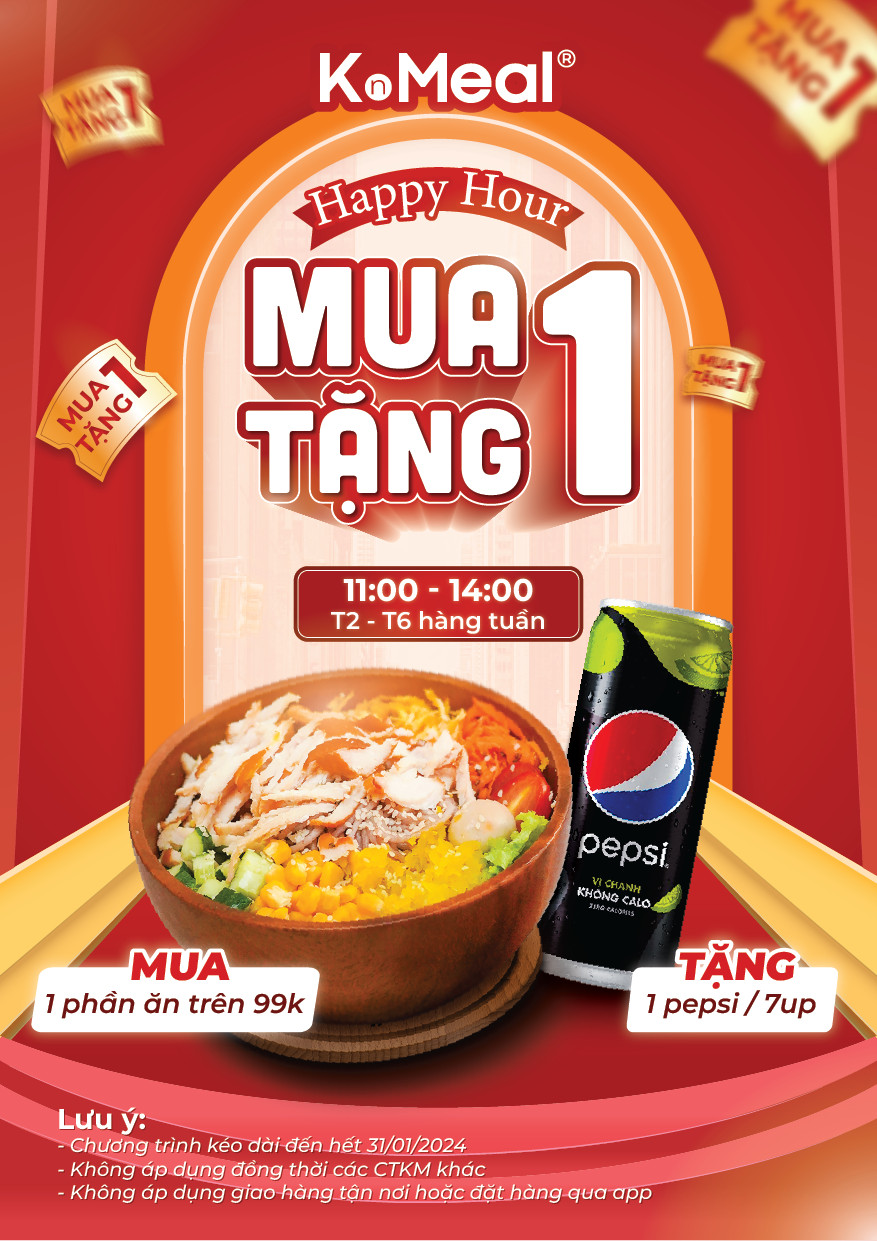 KnMeal®
MUA
TẶNG 1
MUA
TẶNG 1
Happy Hour
MUA
TẶNG 1
MUA
TẶNG 1
MUA
TẶNG 1
11:00 - 14:00
T2 - T6 hàng tuần
pepsi
VỊ CHANH
KHÔNG CALO
ZERO CALORIES
MUA
1 phần ăn trên 99k
TẶNG
1 pepsi / 7up
Lưu ý:
- Chương trình kéo dài đến hết 31/01/2024
- Không áp dụng đồng thời các CTKM khác
- Không áp dụng giao hàng tận nơi hoặc đặt hàng qua app